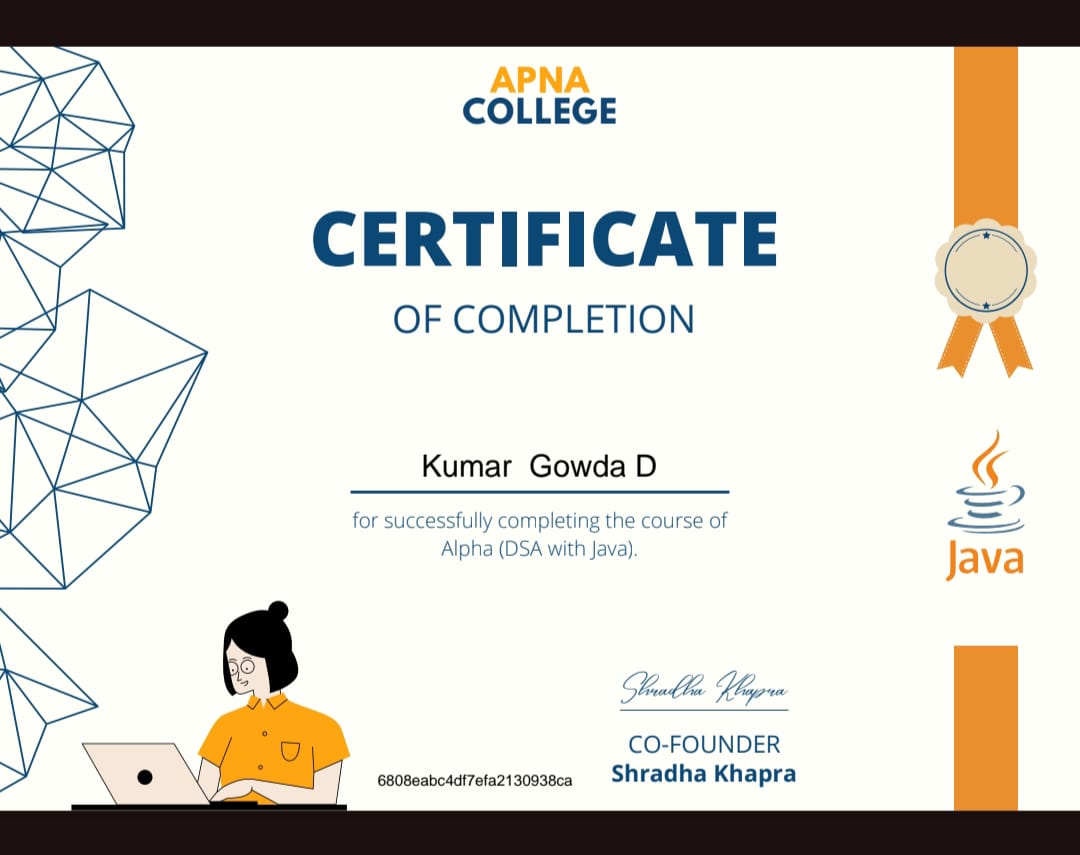 APNA
COLLEGE
CERTIFICATE
OF COMPLETION
Kumar Gowda D
for successfully completing the course of
Alpha (DSA with Java).
Java
Shradha Khapra
CO-FOUNDER
Shradha Khapra
6808eabc4df7efa2130938ca